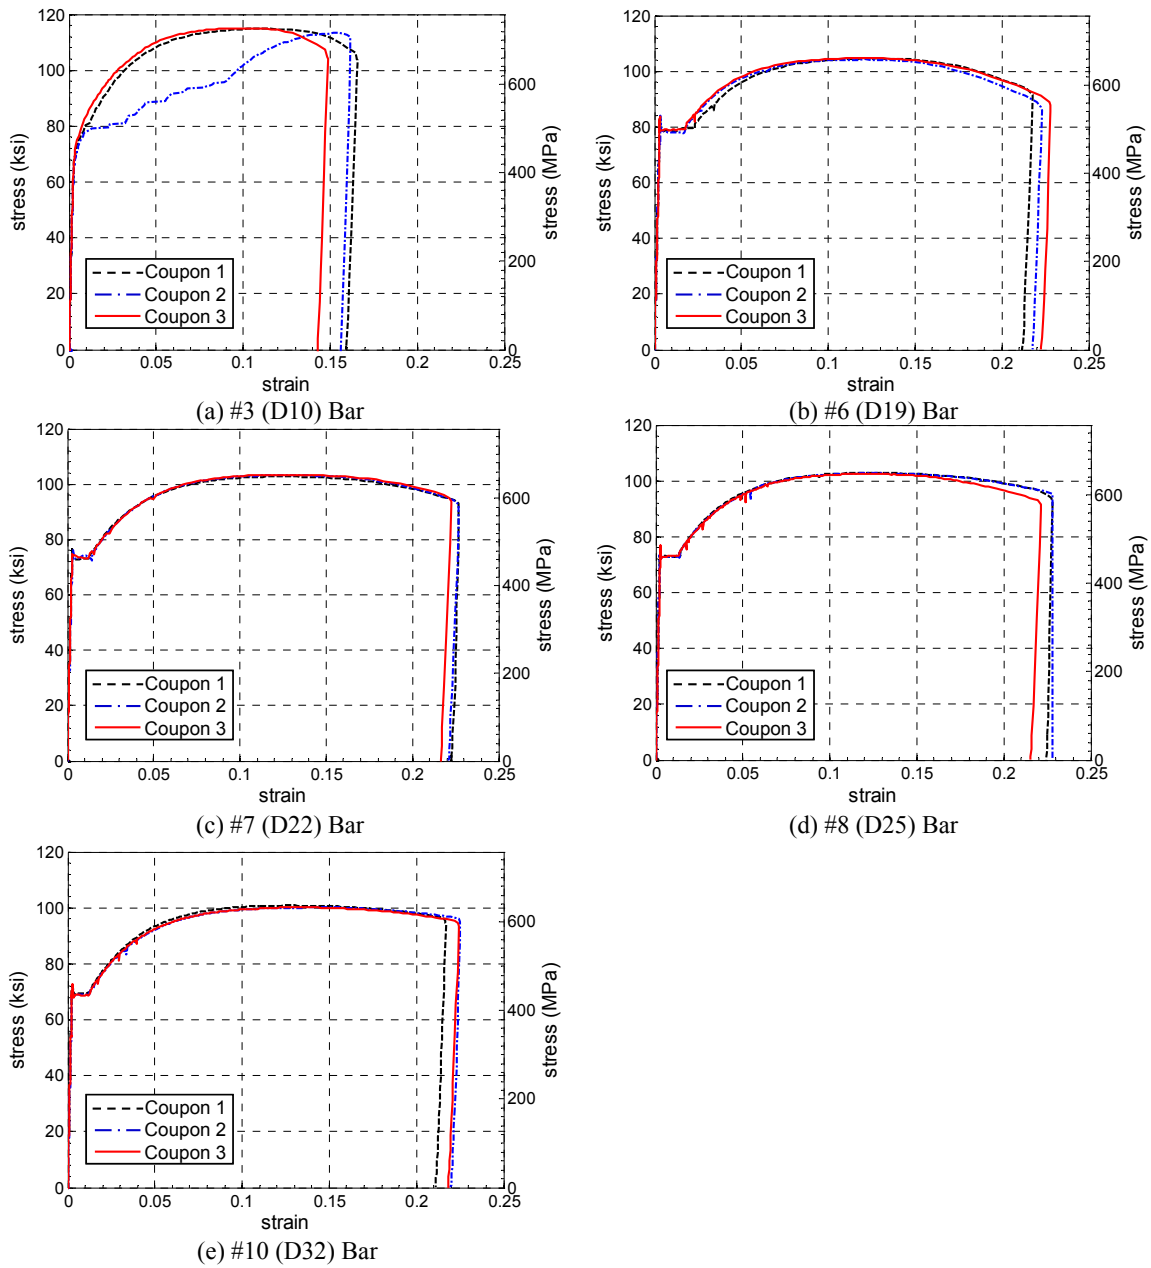 120
100
80
60
40
20
0
stress (ksi)
600
400
200
0
stress (MPa)
Coupon 1
Coupon 2
Coupon 3
0
0.05
0.1
0.15
0.2
0.25
strain
(a) #3 (D10) Bar
120
100
80
60
40
20
0
stress (ksi)
600
400
200
0
stress (MPa)
Coupon 1
Coupon 2
Coupon 3
0
0.05
0.1
0.15
0.2
0.25
strain
(b) #6 (D19) Bar
120
100
80
60
40
20
0
stress (ksi)
600
400
200
0
stress (MPa)
Coupon 1
Coupon 2
Coupon 3
0
0.05
0.1
0.15
0.2
0.25
strain
(c) #7 (D22) Bar
120
100
80
60
40
20
0
stress (ksi)
600
400
200
0
stress (MPa)
Coupon 1
Coupon 2
Coupon 3
0
0.05
0.1
0.15
0.2
0.25
strain
(d) #8 (D25) Bar
120
100
80
60
40
20
0
stress (ksi)
600
400
200
0
stress (MPa)
Coupon 1
Coupon 2
Coupon 3
0
0.05
0.1
0.15
0.2
0.25
strain
(e) #10 (D32) Bar